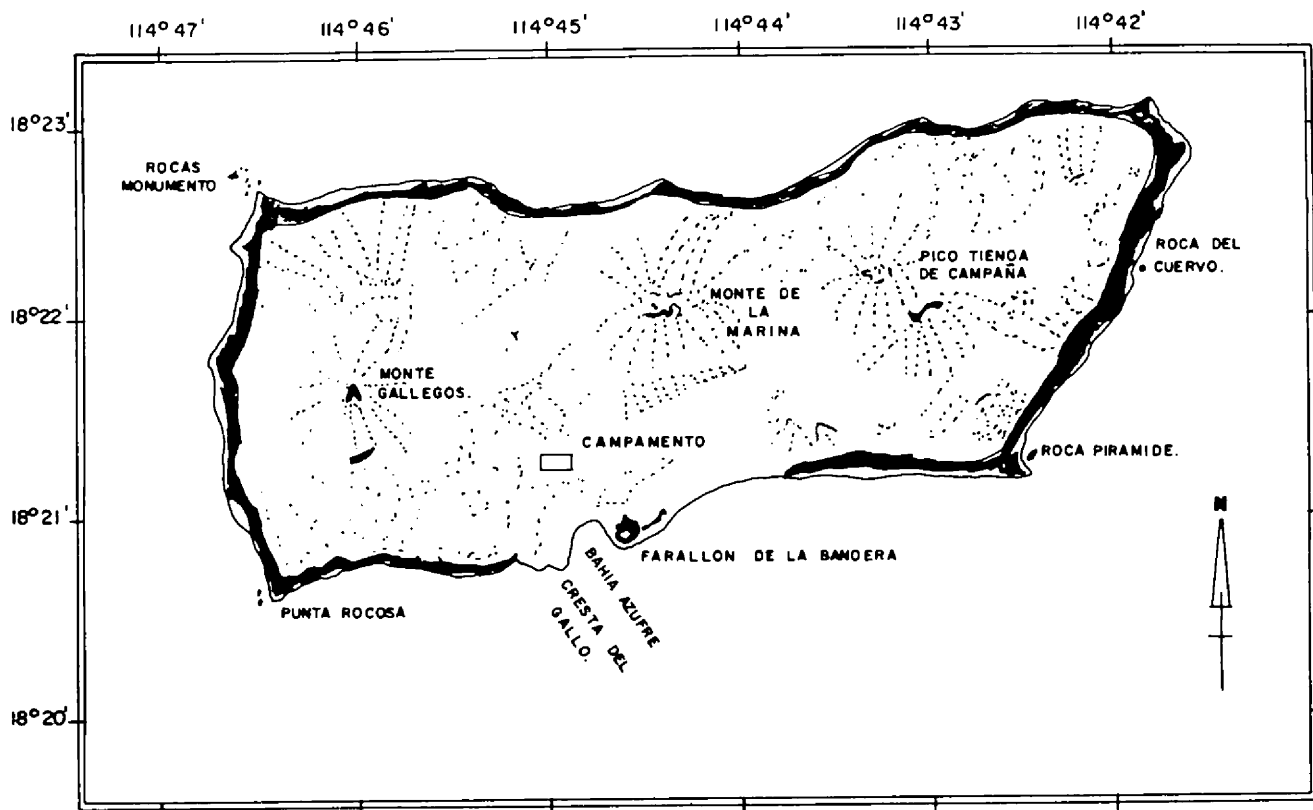 114°47'
114°46'
114°45'
114°44'
114°43'
114°42'
18°23'
ROCAS
MONUMENTO
ROCA DEL
CUERVO.
PICO TIENDA
DE CAMPAÑA
MONTE DE
LA
MARINA
18°22'
MONTE
GALLEGOS.
CAMPAMENTO
ROCA PIRAMIDE.
18°21'
N
FARALLON DE LA BANDERA
BAHIA AZUFRE
CRESTA DEL
GALLO.
PUNTA ROCOSA
18°20'